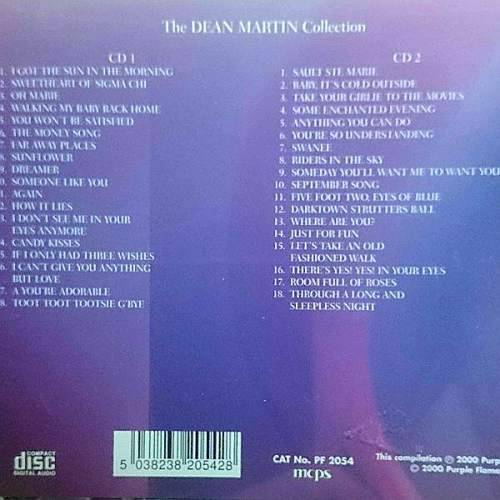 The DEAN MARTIN Collection
CD 1
1. I GOT THE SUN IN THE MORNING
2. SWEETHEART OF SIGMA CHI
3. OH MARIE
4. WALKING MY BABY BACK HOME
5. YOU WON'T BE SATISFIED
6. THE MONEY SONG
7. FAR AWAY PLACES
8. SUNFLOWER
9. DREAMER
0. SOMEONE LIKE YOU
1. AGAIN
2. HOW IT LIES
3. I DON'T SEE ME IN YOUR
EYES ANYMORE
4. CANDY KISSES
5. IF I ONLY HAD THREE WISHES
6. I CAN'T GIVE YOU ANYTHING
BUT LOVE
7. A YOU'RE ADORABLE
8. TOOT TOOT TOOTSIE G'BYE
CD 2
1. SAULT STE MARIE
2. BABY, IT'S COLD OUTSIDE
3. TAKE YOUR GIRLIE TO THE MOVIES
4. SOME ENCHANTED EVENING
5. ANYTHING YOU CAN DO
6. YOU'RE SO UNDERSTANDING
7. SWANEE
8. RIDERS IN THE SKY
9. SOMEDAY YOU'LL WANT ME TO WANT YOU
10. SEPTEMBER SONG
11. FIVE FOOT TWO, EYES OF BLUE
12. DARKTOWN STRUTTERS BALL
13. WHERE ARE YOU?
14. JUST FOR FUN
15. LET'S TAKE AN OLD
FASHIONED WALK
16. THERE'S YES! YES! IN YOUR EYES
17. ROOM FULL OF ROSES
18. THROUGH A LONG AND
SLEEPLESS NIGHT
COMPACT
disc
DIGITAL AUDIO
5 038238 205428
CAT No. PF 2054
mcps
This compilation ℗ 2000 Purp
© 2000 Purple Flame